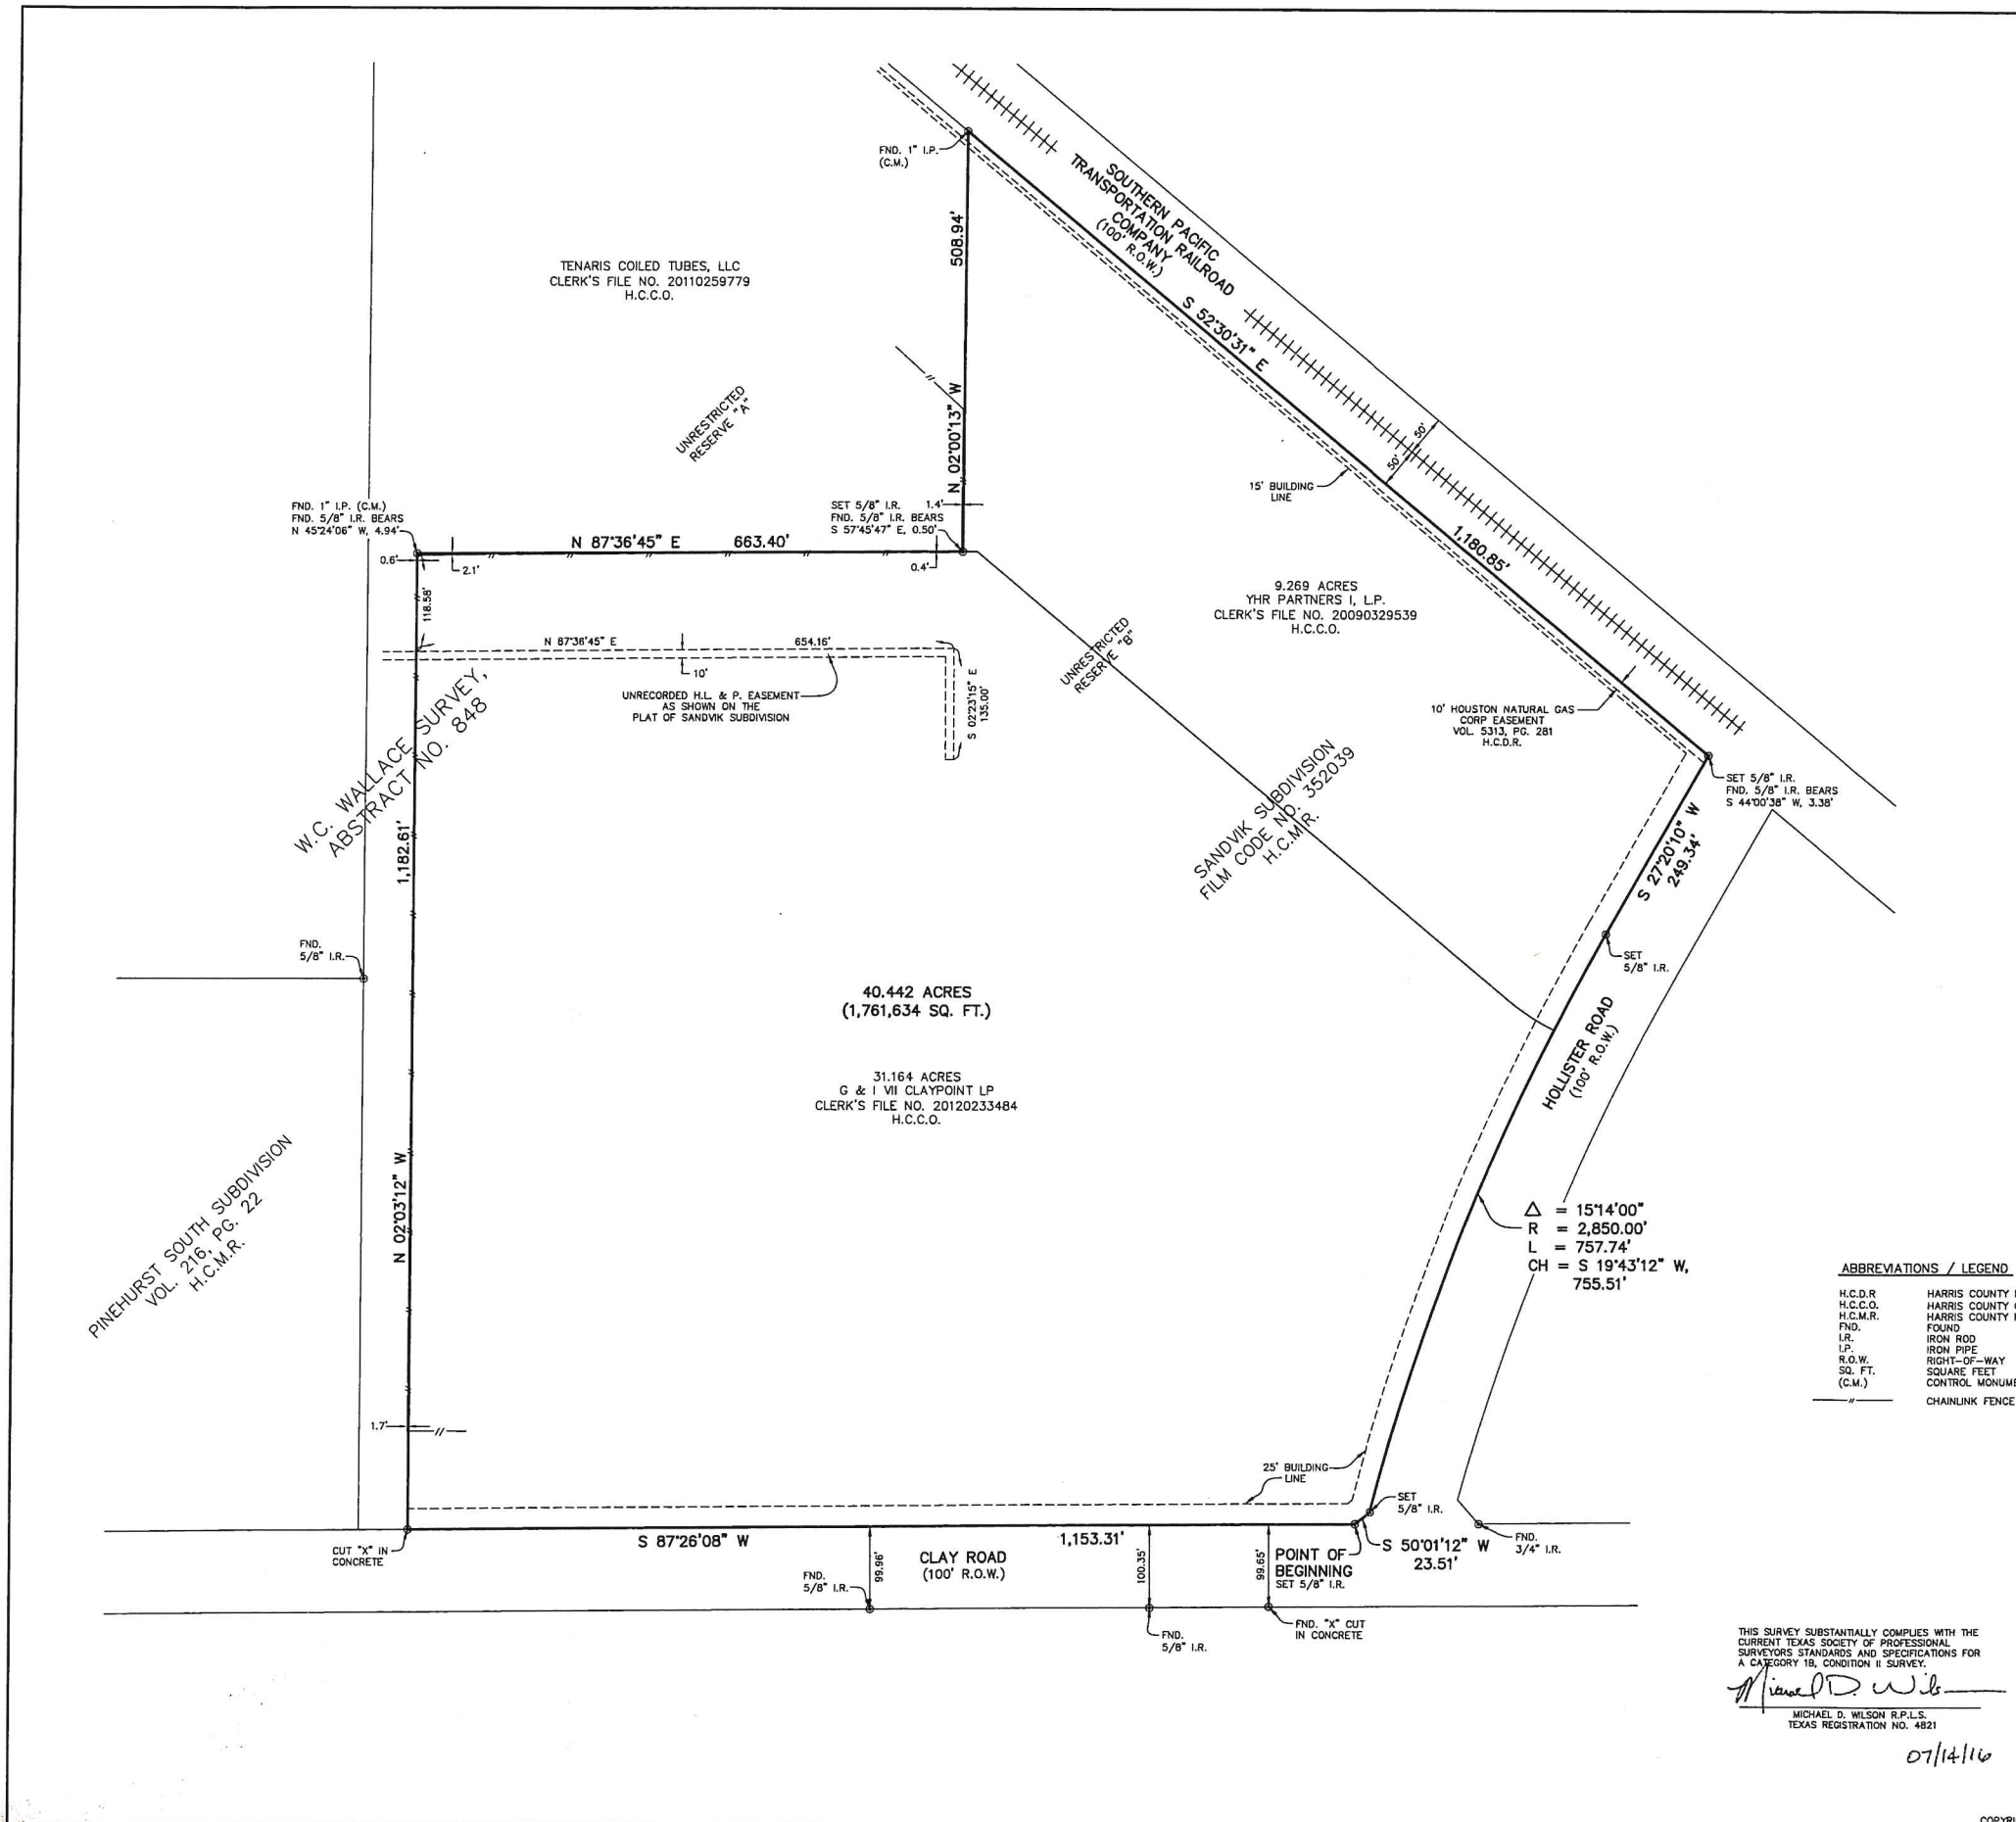 FND. 1" I.P.
(C.M.)
SOUTHERN PACIFIC
TRANSPORTATION RAILROAD
COMPANY
(100' R.O.W.)
508.94'
N 02°00'13" W
S 52°30'31" E
1,180.85'
TENARIS COILED TUBES, LLC
CLERK'S FILE NO. 20110259779
H.C.C.O.
UNRESTRICTED
RESERVE "A"
50'
50'
15' BUILDING
LINE
FND. 1" I.P. (C.M.)
FND. 5/8" I.R. BEARS
N 45°24'06" W, 4.94'
SET 5/8" I.R.
FND. 5/8" I.R. BEARS
S 57°45'47" E, 0.50'
1.4'
N 87°36'45" E
663.40'
0.6'
2.1'
0.4'
118.58'
9.269 ACRES
YHR PARTNERS I, L.P.
CLERK'S FILE NO. 20090329539
H.C.C.O.
N 87°36'45" E
654.16'
10'
UNRECORDED H.L. & P. EASEMENT
AS SHOWN ON THE
PLAT OF SANDVIK SUBDIVISION
S 02°23'15" E
135.00'
UNRESTRICTED
RESERVE "B"
10' HOUSTON NATURAL GAS
CORP EASEMENT
VOL. 5313, PG. 281
H.C.D.R.
W.C. WALLACE SURVEY,
ABSTRACT NO. 848
SANDVIK SUBDIVISION
FILM CODE NO. 352039
H.C.M.R.
SET 5/8" I.R.
FND. 5/8" I.R. BEARS
S 44°00'38" W, 3.38'
S 27°20'10" W
249.34'
1,182.61'
FND.
5/8" I.R.
SET
5/8" I.R.
40.442 ACRES
(1,761,634 SQ. FT.)
HOLLISTER ROAD
(100' R.O.W.)
31.164 ACRES
G & I VII CLAYPOINT LP
CLERK'S FILE NO. 20120233484
H.C.C.O.
N 02°03'12" W
PINEHURST SOUTH SUBDIVISION
VOL. 216, PG. 22
H.C.M.R.
Δ = 15°14'00"
R = 2,850.00'
L = 757.74'
CH = S 19°43'12" W,
755.51'
ABBREVIATIONS / LEGEND
H.C.D.R HARRIS COUNTY
H.C.C.O. HARRIS COUNTY
H.C.M.R. HARRIS COUNTY
FND. FOUND
I.R. IRON ROD
I.P. IRON PIPE
R.O.W. RIGHT-OF-WAY
SQ. FT. SQUARE FEET
(C.M.) CONTROL MONUME
CHAINLINK FENCE
1.7'
25' BUILDING
LINE
SET
5/8" I.R.
CUT "X" IN
CONCRETE
S 87°26'08" W
1,153.31'
99.96'
CLAY ROAD
(100' R.O.W.)
100.35'
99.65'
POINT OF
BEGINNING
SET 5/8" I.R.
S 50°01'12" W
23.51'
FND.
3/4" I.R.
FND.
5/8" I.R.
FND.
5/8" I.R.
FND. "X" CUT
IN CONCRETE
THIS SURVEY SUBSTANTIALLY COMPLIES WITH THE
CURRENT TEXAS SOCIETY OF PROFESSIONAL
SURVEYORS STANDARDS AND SPECIFICATIONS FOR
A CATEGORY 1B, CONDITION II SURVEY.
Michael D. Wilson
MICHAEL D. WILSON R.P.L.S.
TEXAS REGISTRATION NO. 4821
07/14/16
COPYRI